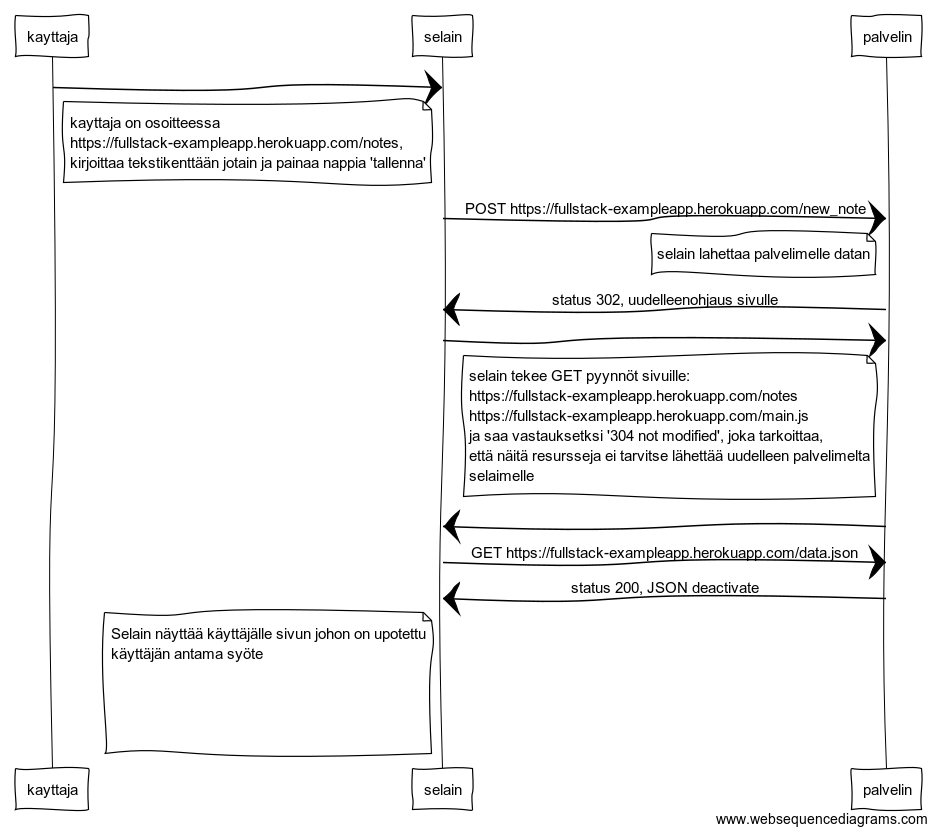 kayttaja
selain
palvelin
kayttaja on osoitteessa
https://fullstack-exampleapp.herokuapp.com/notes,
kirjoittaa tekstikenttään jotain ja painaa nappia 'tallenna'
POST https://fullstack-exampleapp.herokuapp.com/new_note
selain lahettaa palvelimelle datan
status 302, uudelleenohjaus sivulle
selain tekee GET pyynnöt sivuille:
https://fullstack-exampleapp.herokuapp.com/notes
https://fullstack-exampleapp.herokuapp.com/main.js
ja saa vastauksetksi '304 not modified', joka tarkoittaa,
että näitä resursseja ei tarvitse lähettää uudelleen palvelimelta
selaimelle
GET https://fullstack-exampleapp.herokuapp.com/data.json
status 200, JSON deactivate
Selain näyttää käyttäjälle sivun johon on upotettu
käyttäjän antama syöte
kayttaja
selain
palvelin
www.websequencediagrams.com